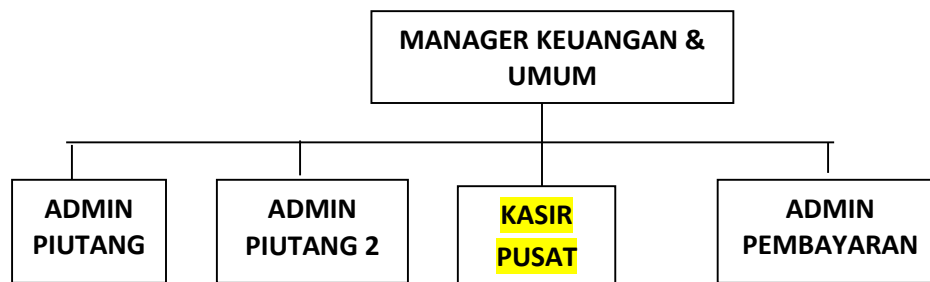 MANAGER KEUANGAN &
UMUM
ADMIN
PIUTANG
ADMIN
PIUTANG 2
KASIR
PUSAT
ADMIN
PEMBAYARAN